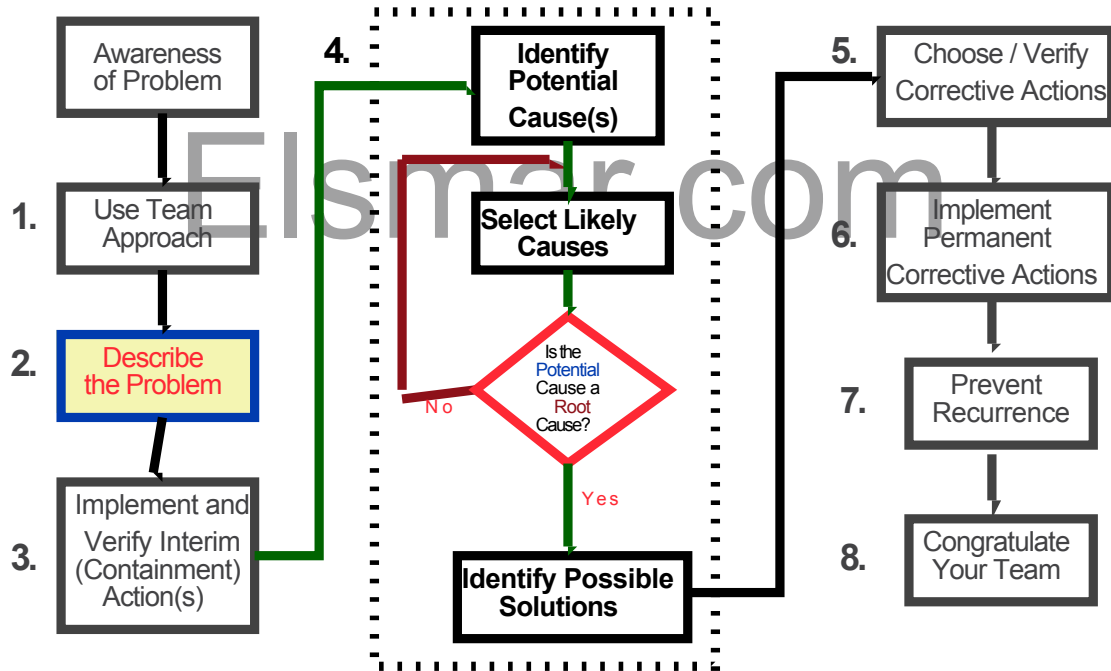 Awareness
of Problem
1.
Use Team
Approach
2.
Describe
the Problem
3.
Implement and
Verify Interim
(Containment)
Action(s)
4.
Identify
Potential
Cause(s)
Select Likely
Causes
Is the
Potential
Cause a
Root
Cause?
No
Yes
Identify Possible
Solutions
5.
Choose / Verify
Corrective Actions
6.
Implement
Permanent
Corrective Actions
7.
Prevent
Recurrence
8.
Congratulate
Your Team
Elsmar.com